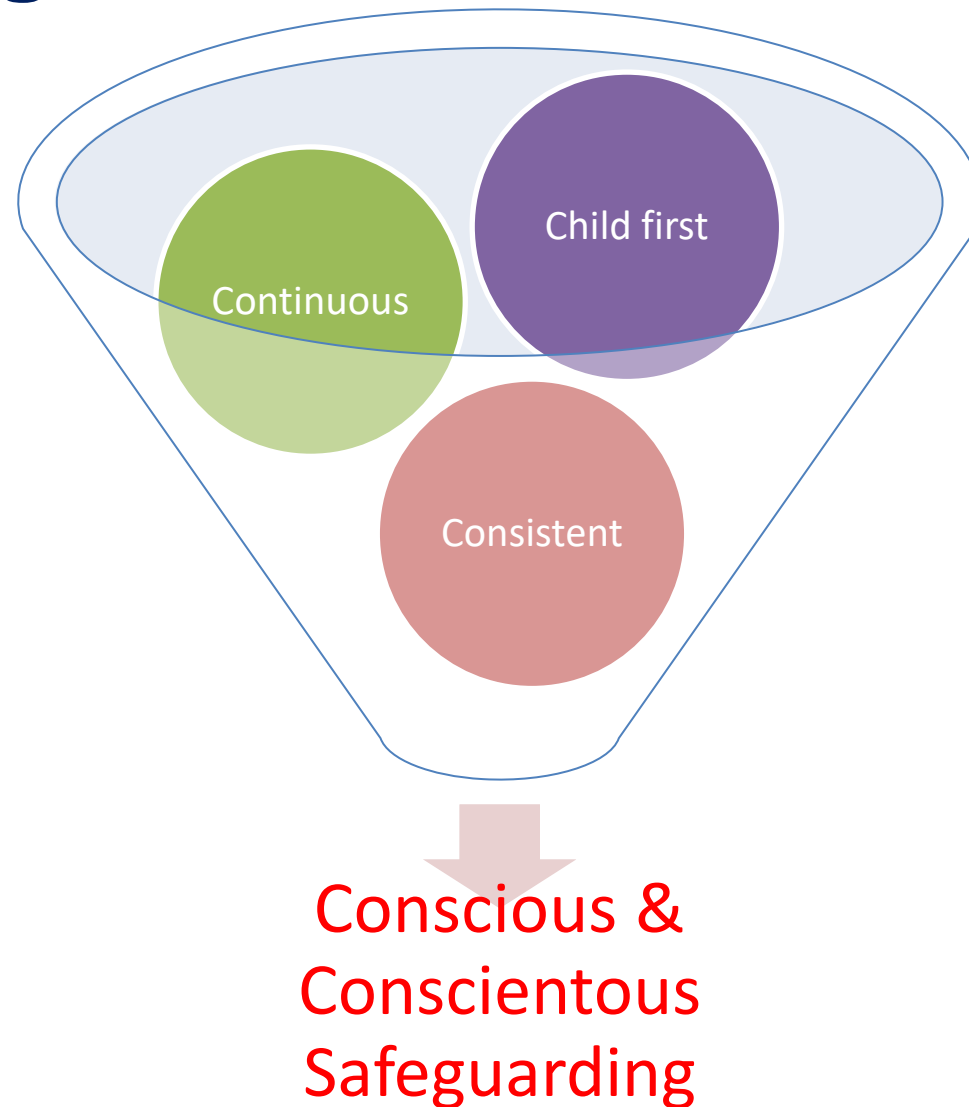 Child first
Continuous
Consistent
Conscious &
Conscientous
Safeguarding